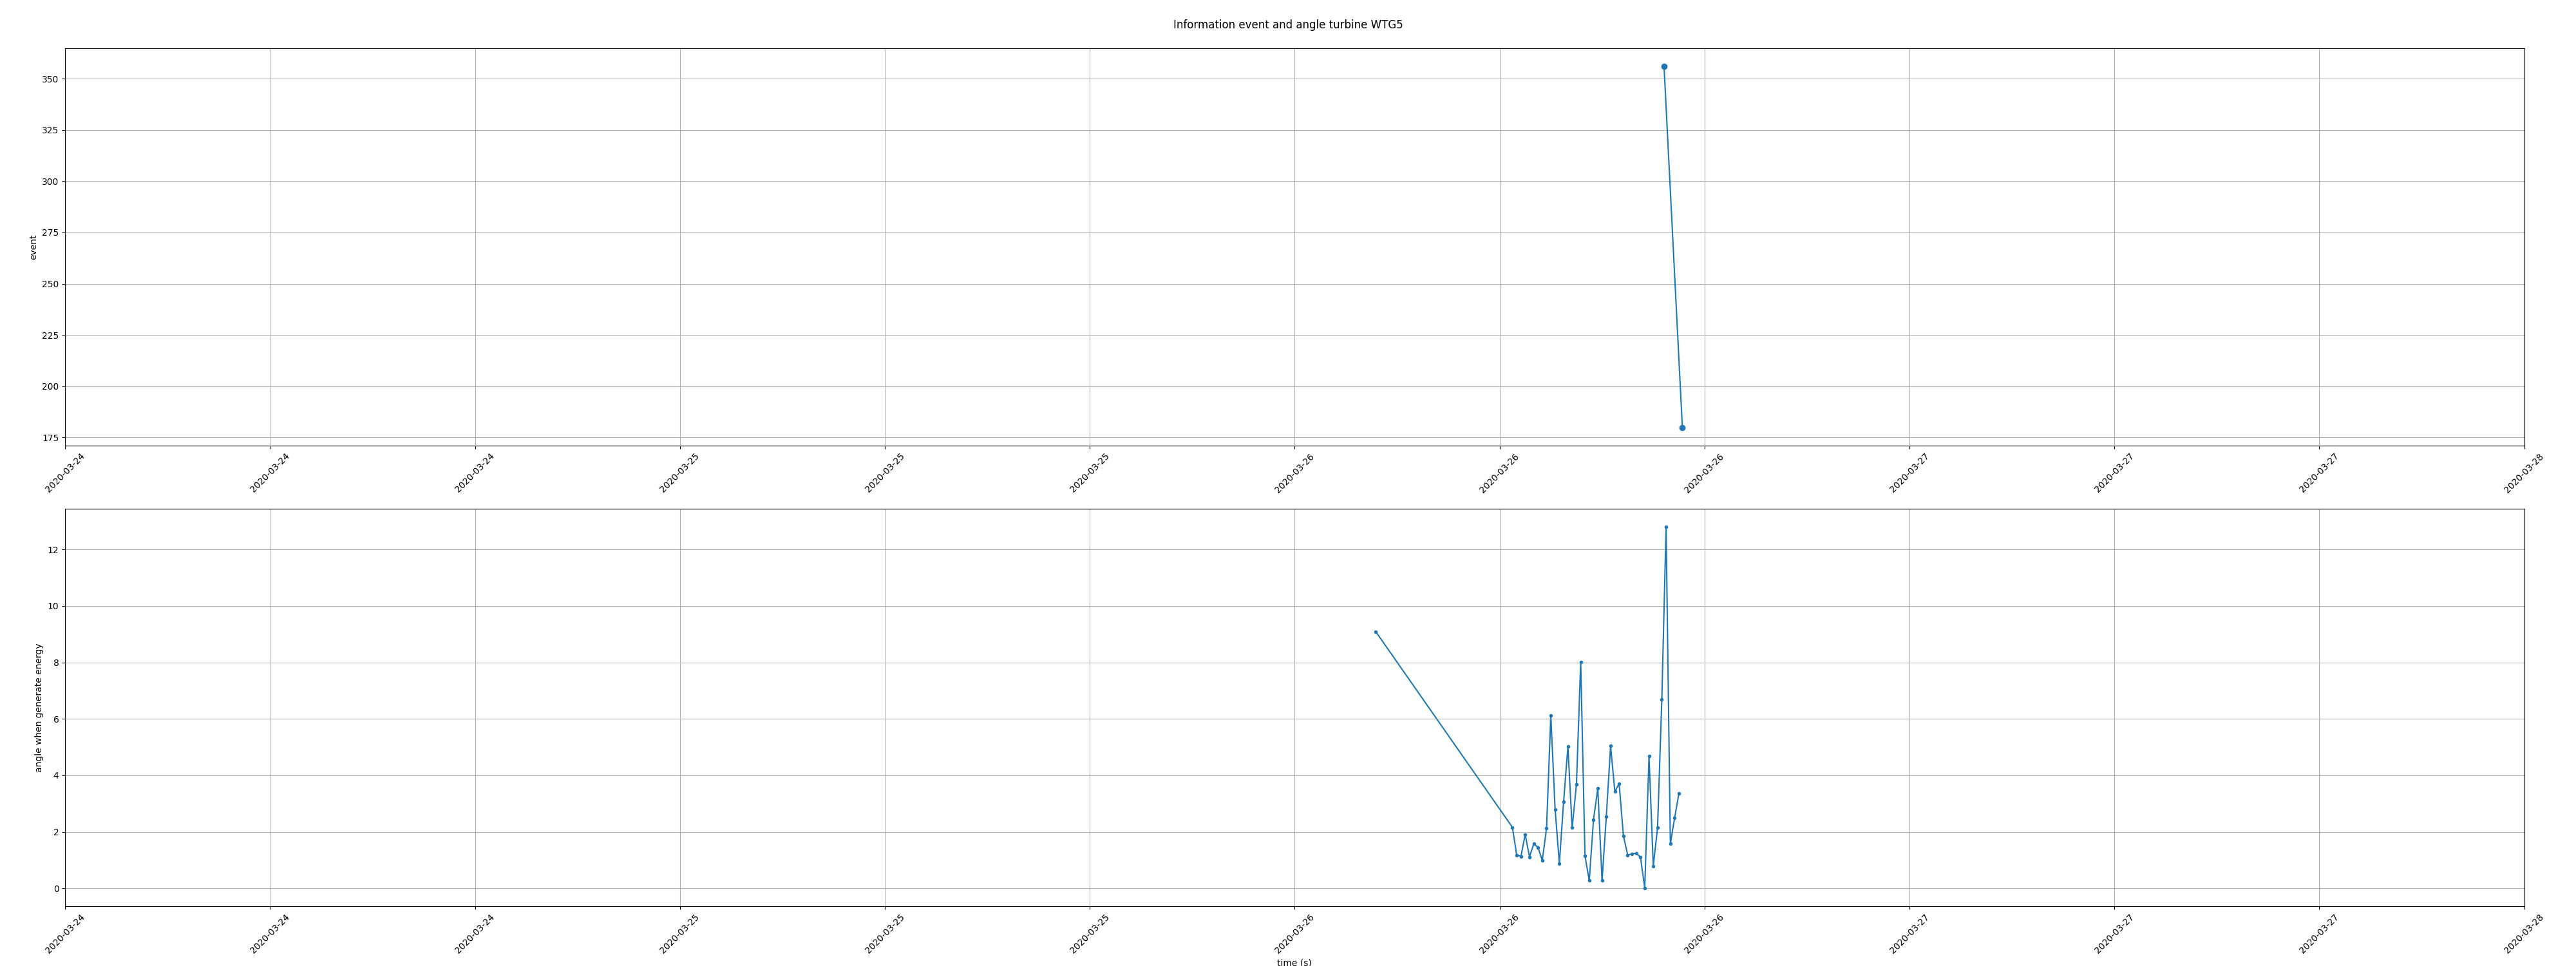 Information event and angle turbine WTG5
350
325
300
275
250
225
200
175
event
2020-03-24 2020-03-24 2020-03-24 2020-03-25 2020-03-25 2020-03-25 2020-03-26 2020-03-26 2020-03-26 2020-03-27 2020-03-27 2020-03-27 2020-03-28
12
10
8
6
4
2
0
angle when generate energy
2020-03-24 2020-03-24 2020-03-24 2020-03-25 2020-03-25 2020-03-25 2020-03-26 2020-03-26 2020-03-26 2020-03-27 2020-03-27 2020-03-27 2020-03-28
time (s)